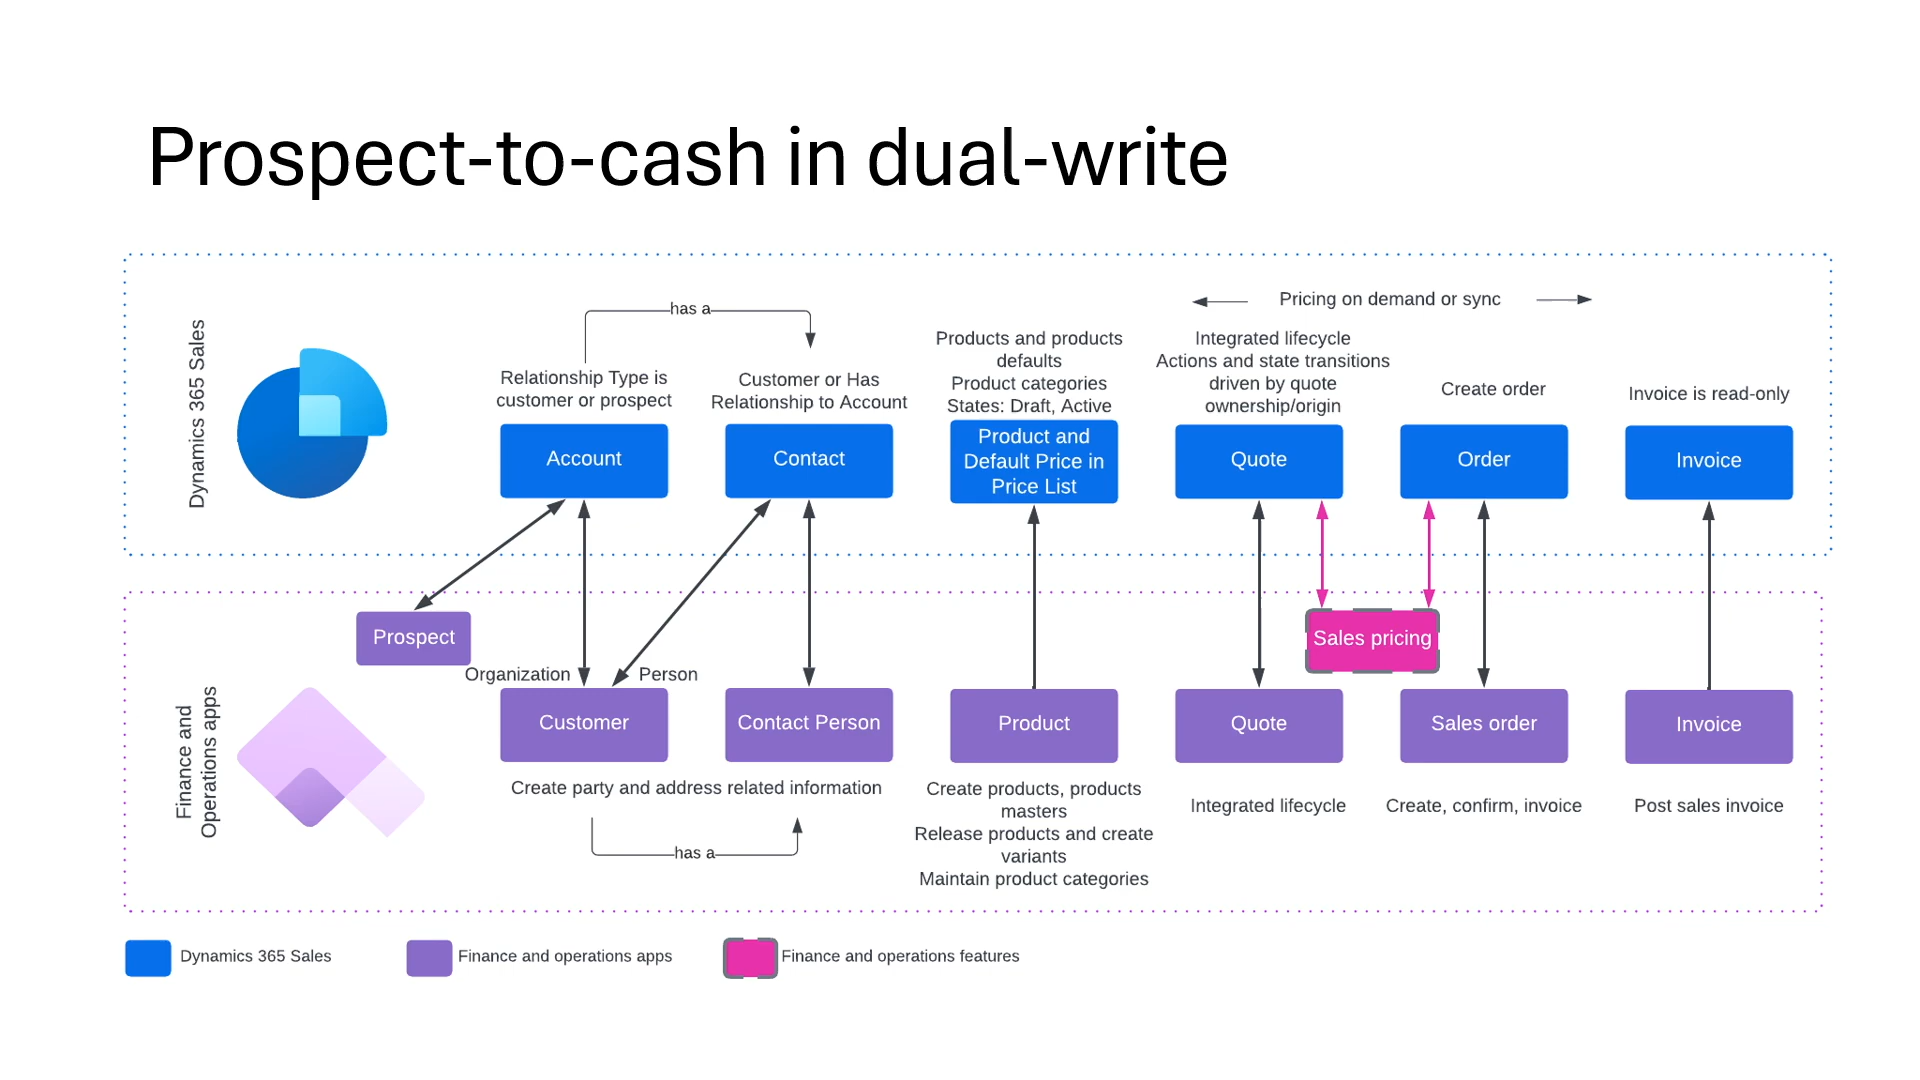 Prospect-to-cash in dual-write
Dynamics 365 Sales
has a
Pricing on demand or sync
Relationship Type is
customer or prospect
Customer or Has
Relationship to Account
Products and products
defaults
Product categories
States: Draft, Active
Integrated lifecycle
Actions and state transitions
driven by quote
ownership/origin
Create order
Invoice is read-only
Account
Contact
Product and
Default Price in
Price List
Quote
Order
Invoice
Finance and
Operations apps
Prospect
Sales pricing
Organization
Person
Customer
Contact Person
Product
Quote
Sales order
Invoice
Create party and address related information
has a
Create products, products
masters
Release products and create
variants
Maintain product categories
Integrated lifecycle
Create, confirm, invoice
Post sales invoice
Dynamics 365 Sales
Finance and operations apps
Finance and operations features